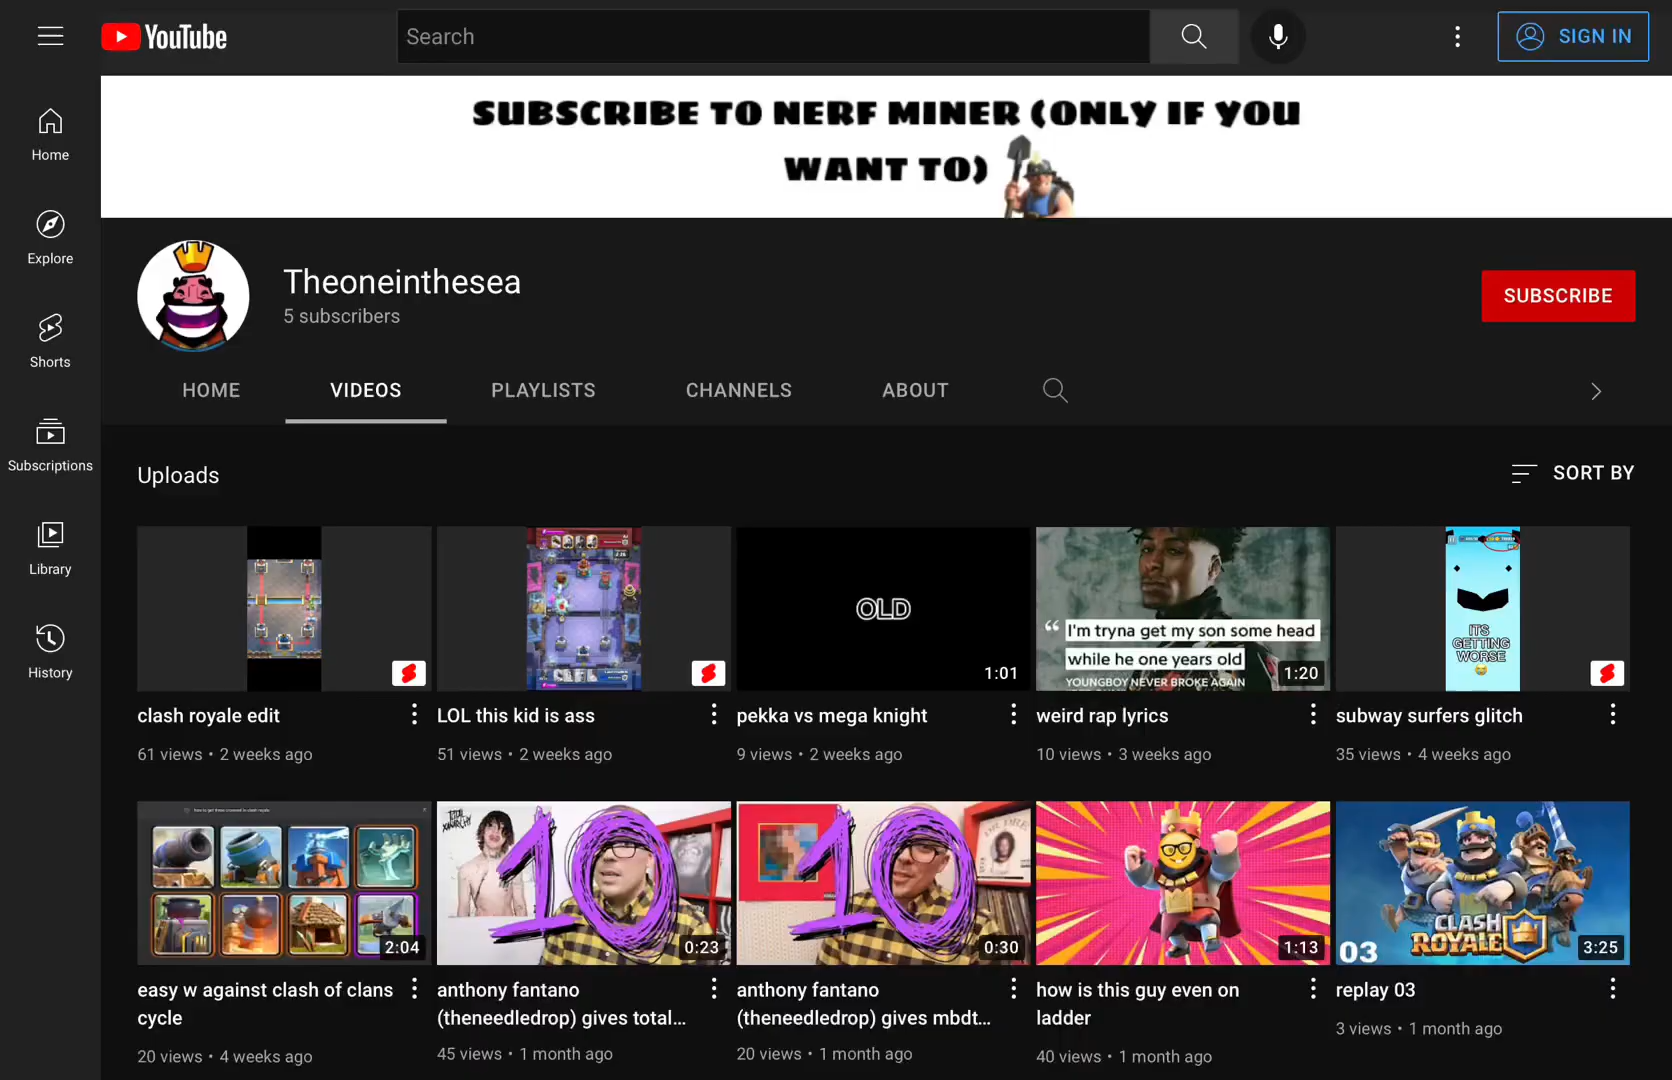 YouTube
Search
SIGN IN
Home
Explore
Shorts
Subscriptions
Library
History
SUBSCRIBE TO NERF MINER (ONLY IF YOU
WANT TO)
Theoneinthesea
5 subscribers
SUBSCRIBE
HOME
VIDEOS
PLAYLISTS
CHANNELS
ABOUT
Uploads
SORT BY
OLD
1:01
“ I'm tryna get my son some head
while he one years old
YOUNGBOY NEVER BROKE AGAIN
1:20
ITS
GETTING
WORSE
clash royale edit
61 views • 2 weeks ago
LOL this kid is ass
51 views • 2 weeks ago
pekka vs mega knight
9 views • 2 weeks ago
weird rap lyrics
10 views • 3 weeks ago
subway surfers glitch
35 views • 4 weeks ago
2:04
TOTAL
XANARCHY
10
0:23
10
0:30
1:13
CLASH
ROYALE
03
3:25
easy w against clash of clans
cycle
20 views • 4 weeks ago
anthony fantano
(theneedledrop) gives total...
45 views • 1 month ago
anthony fantano
(theneedledrop) gives mbdt...
20 views • 1 month ago
how is this guy even on
ladder
40 views • 1 month ago
replay 03
3 views • 1 month ago